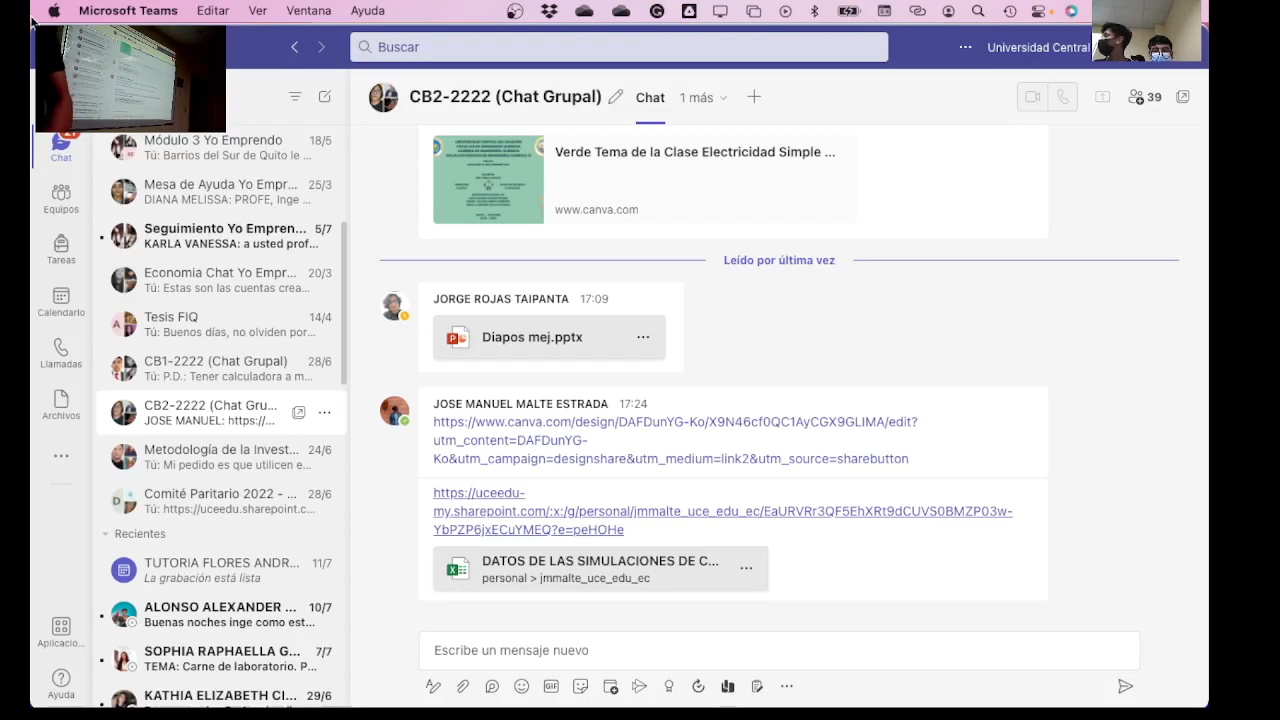 Microsoft Teams Editar Ver Ventana Ayuda
Buscar
Universidad Central
CB2-2222 (Chat Grupal) Chat 1 más 39
Chat
Equipos
Tareas
Calendario
Llamadas
Archivos
Aplicacio...
Ayuda
Módulo 3 Yo Emprendo 18/5
Tú: Barrios del Sur de Quito le ...
Mesa de Ayuda Yo Empr... 25/3
DIANA MELISSA: PROFE, Inge ...
Seguimiento Yo Empren... 5/7
KARLA VANESSA: a usted prof...
Economia Chat Yo Empr... 20/3
Tú: Estas son las cuentas crea...
Tesis FIQ 14/4
Tú: Buenos días, no olviden por...
CB1-2222 (Chat Grupal) 28/6
Tú: P.D.: Tener calculadora a m...
CB2-2222 (Chat Gru...
JOSE MANUEL: https://...
Metodología de la Invest... 24/6
Tú: Mi pedido es que utilicen e...
Comité Paritario 2022 - ... 28/6
Tú: https://uceedu.sharepoint.c...
Recientes
TUTORIA FLORES ANDR... 11/7
La grabación está lista
ALONSO ALEXANDER ... 10/7
Buenas noches inge como est...
SOPHIA RAPHAELLA G... 7/7
TEMA: Carne de laboratorio. P...
KATHIA ELIZABETH CI... 29/6
Verde Tema de la Clase Electricidad Simple ...
www.canva.com
Leído por última vez
JORGE ROJAS TAIPANTA 17:09
Diapos mej.pptx
JOSE MANUEL MALTE ESTRADA 17:24
https://www.canva.com/design/DAFDunYG-Ko/X9N46cf0QC1AyCGX9GLIMA/edit?
utm_content=DAFDunYG-
Ko&utm_campaign=designshare&utm_medium=link2&utm_source=sharebutton
https://uceedu-
my.sharepoint.com/:x:/g/personal/jmmalte_uce_edu_ec/EaURVRr3QF5EhXRt9dCUVS0BMZP03w-
YbPZP6jxECuYMEQ?e=peHOHe
DATOS DE LAS SIMULACIONES DE C...
personal > jmmalte_uce_edu_ec
Escribe un mensaje nuevo
GIF